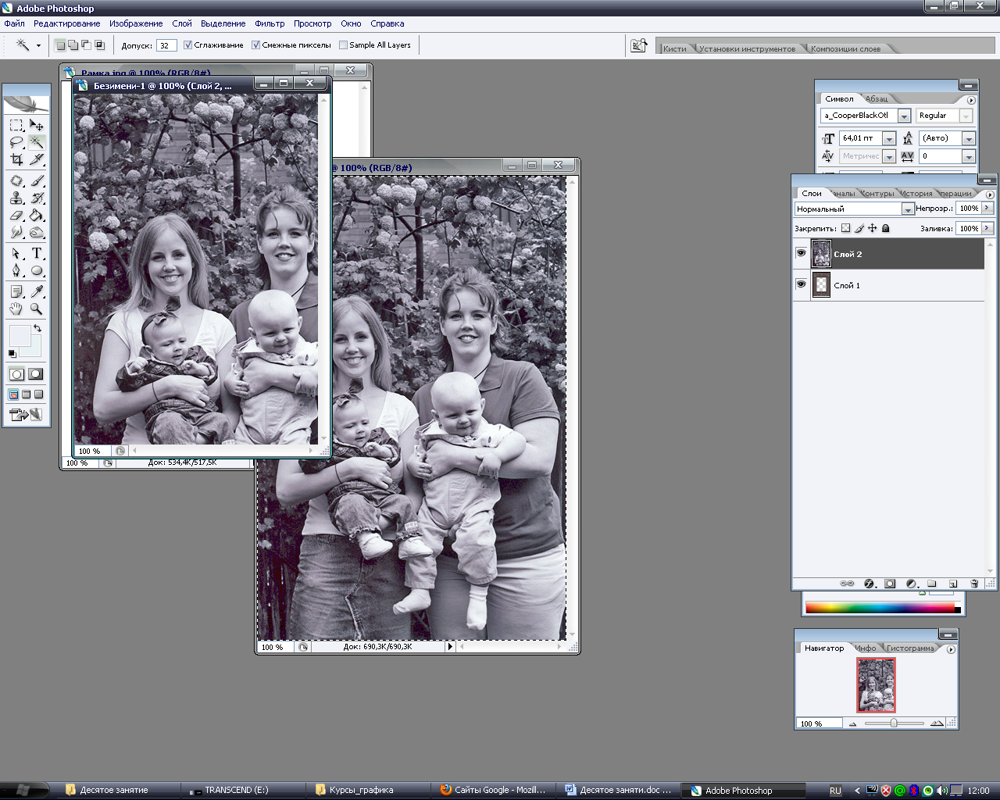 Adobe Photoshop
Файл Редактирование Изображение Слой Выделение Фильтр Просмотр Окно Справка
Допуск: 32 Сглаживание Смежные пикселы Sample All Layers
Кисти Установки инструментов Композиции слоев
Рамка.jpg @ 100% (RGB/8#)
Безимени-1 @ 100% (Слой 2, ...
@ 100% (RGB/8#)
Символ Абзац
a_CooperBlackOtl Regular
64,01 пт (Авто)
Метричес 0
Слои аналы Контуры История перации
Нормальный Непрозр.: 100%
Закрепить: Заливка: 100%
Слой 2
Слой 1
100 %
100 % Док: 534,4K/517,5K
100 % Док: 690,3K/690,3K
Навигатор Инфо Гистограмма
100 %
Десятое занятие TRANSCEND (E:) Курсы_графика Сайты Google - Mozill... Десятое заняти.doc ... Adobe Photoshop RU 12:00